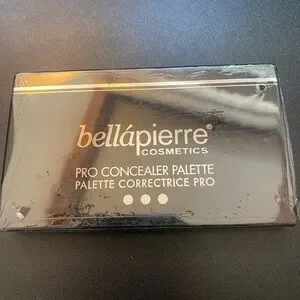 bellápierre®
COSMETICS
PRO CONCEALER PALETTE
PALETTE CORRECTRICE PRO